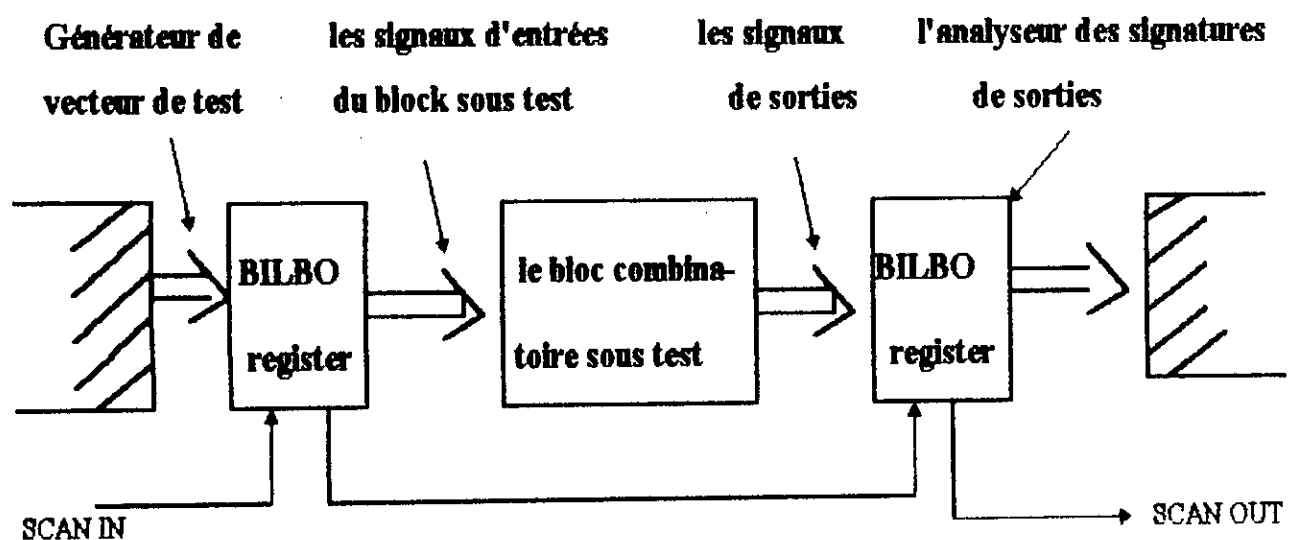 Générateur de
vecteur de test
les signaux d'entrées
du block sous test
les signaux
de sorties
l'analyseur des signatures
de sorties
BILBO
register
le bloc combina-
toire sous test
BILBO
register
SCAN IN
SCAN OUT